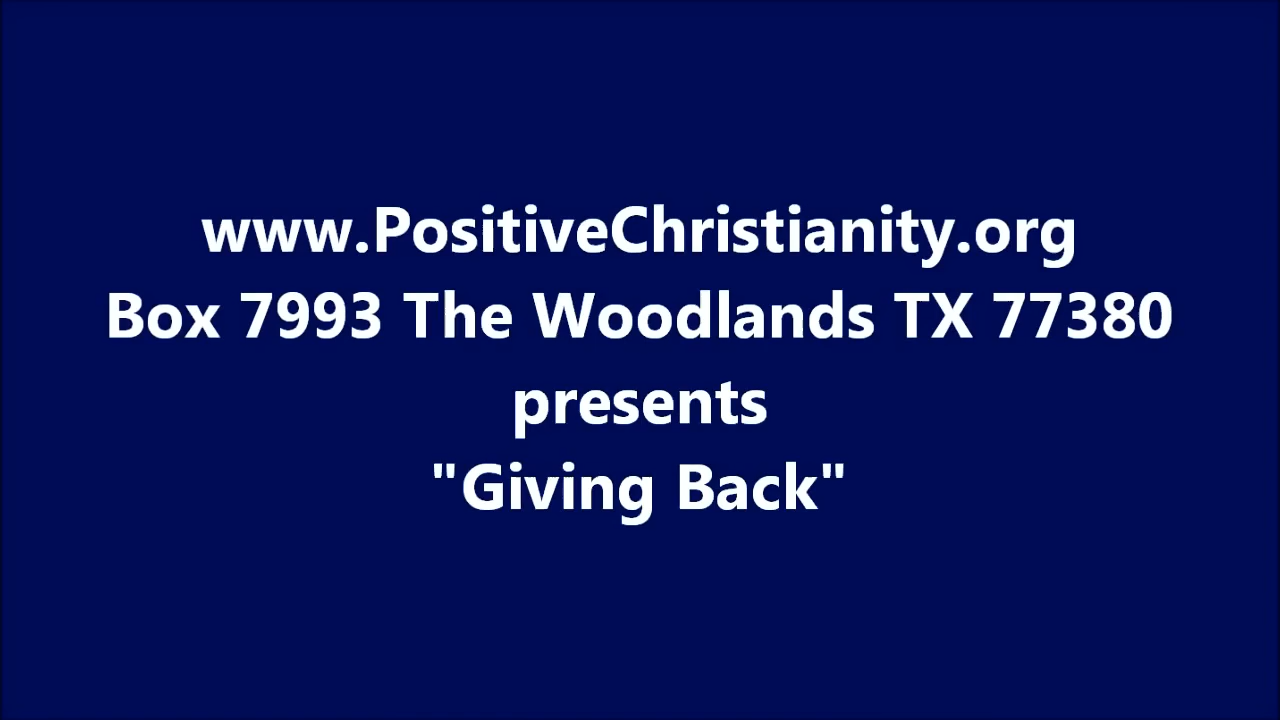 www.PositiveChristianity.org
Box 7993 The Woodlands TX 77380
presents
"Giving Back"